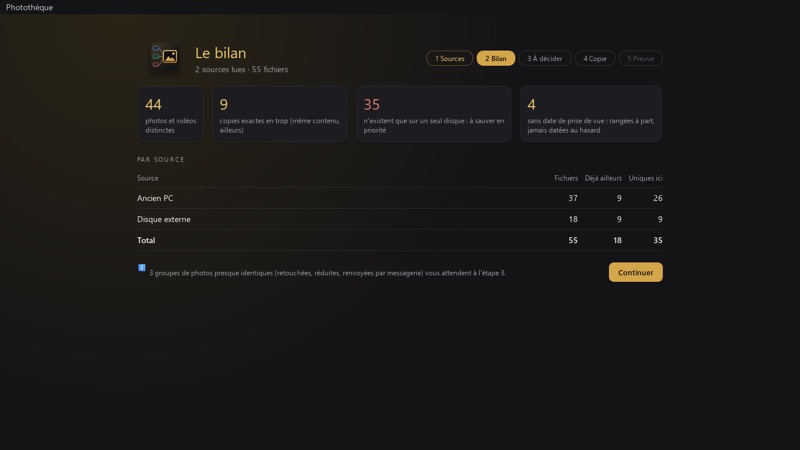 Photothèque
Le bilan
2 sources lues · 55 fichiers
1 Sources
2 Bilan
3 À décider
4 Copie
5 Preuve
44
photos et vidéos
distinctes
9
copies exactes en trop (même contenu,
ailleurs)
35
n'existent que sur un seul disque : à sauver en
priorité
4
sans date de prise de vue : rangées à part,
jamais datées au hasard
PAR SOURCE
Source Fichiers Déjà ailleurs Uniques ici
Ancien PC 37 9 26
Disque externe 18 9 9
Total 55 18 35
3 groupes de photos presque identiques (retouchées, réduites, renvoyées par messagerie) vous attendent à l'étape 3.
Continuer